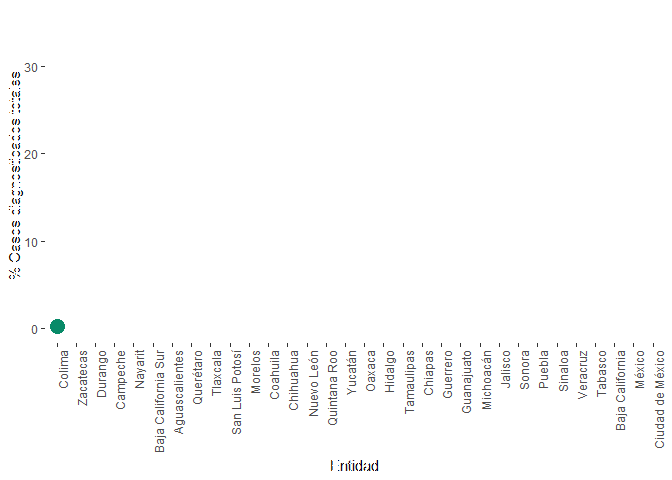 % Casos diagnosticados totales
30
20
10
0
Colima
Zacatecas
Durango
Campeche
Nayarit
Baja California Sur
Aguascalientes
Querétaro
Tlaxcala
San Luis Potosí
Morelos
Coahuila
Chihuahua
Nuevo León
Quintana Roo
Yucatán
Oaxaca
Hidalgo
Tamaulipas
Chiapas
Guerrero
Guanajuato
Michoacán
Jalisco
Sonora
Puebla
Sinaloa
Veracruz
Tabasco
Baja California
México
Ciudad de México
Entidad